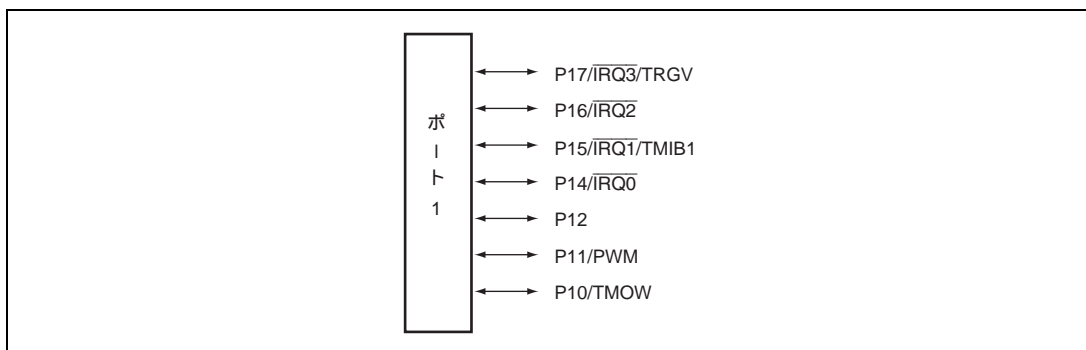 ポート1
P17/IRQ3/TRGV
P16/IRQ2
P15/IRQ1/TMIB1
P14/IRQ0
P12
P11/PWM
P10/TMOW